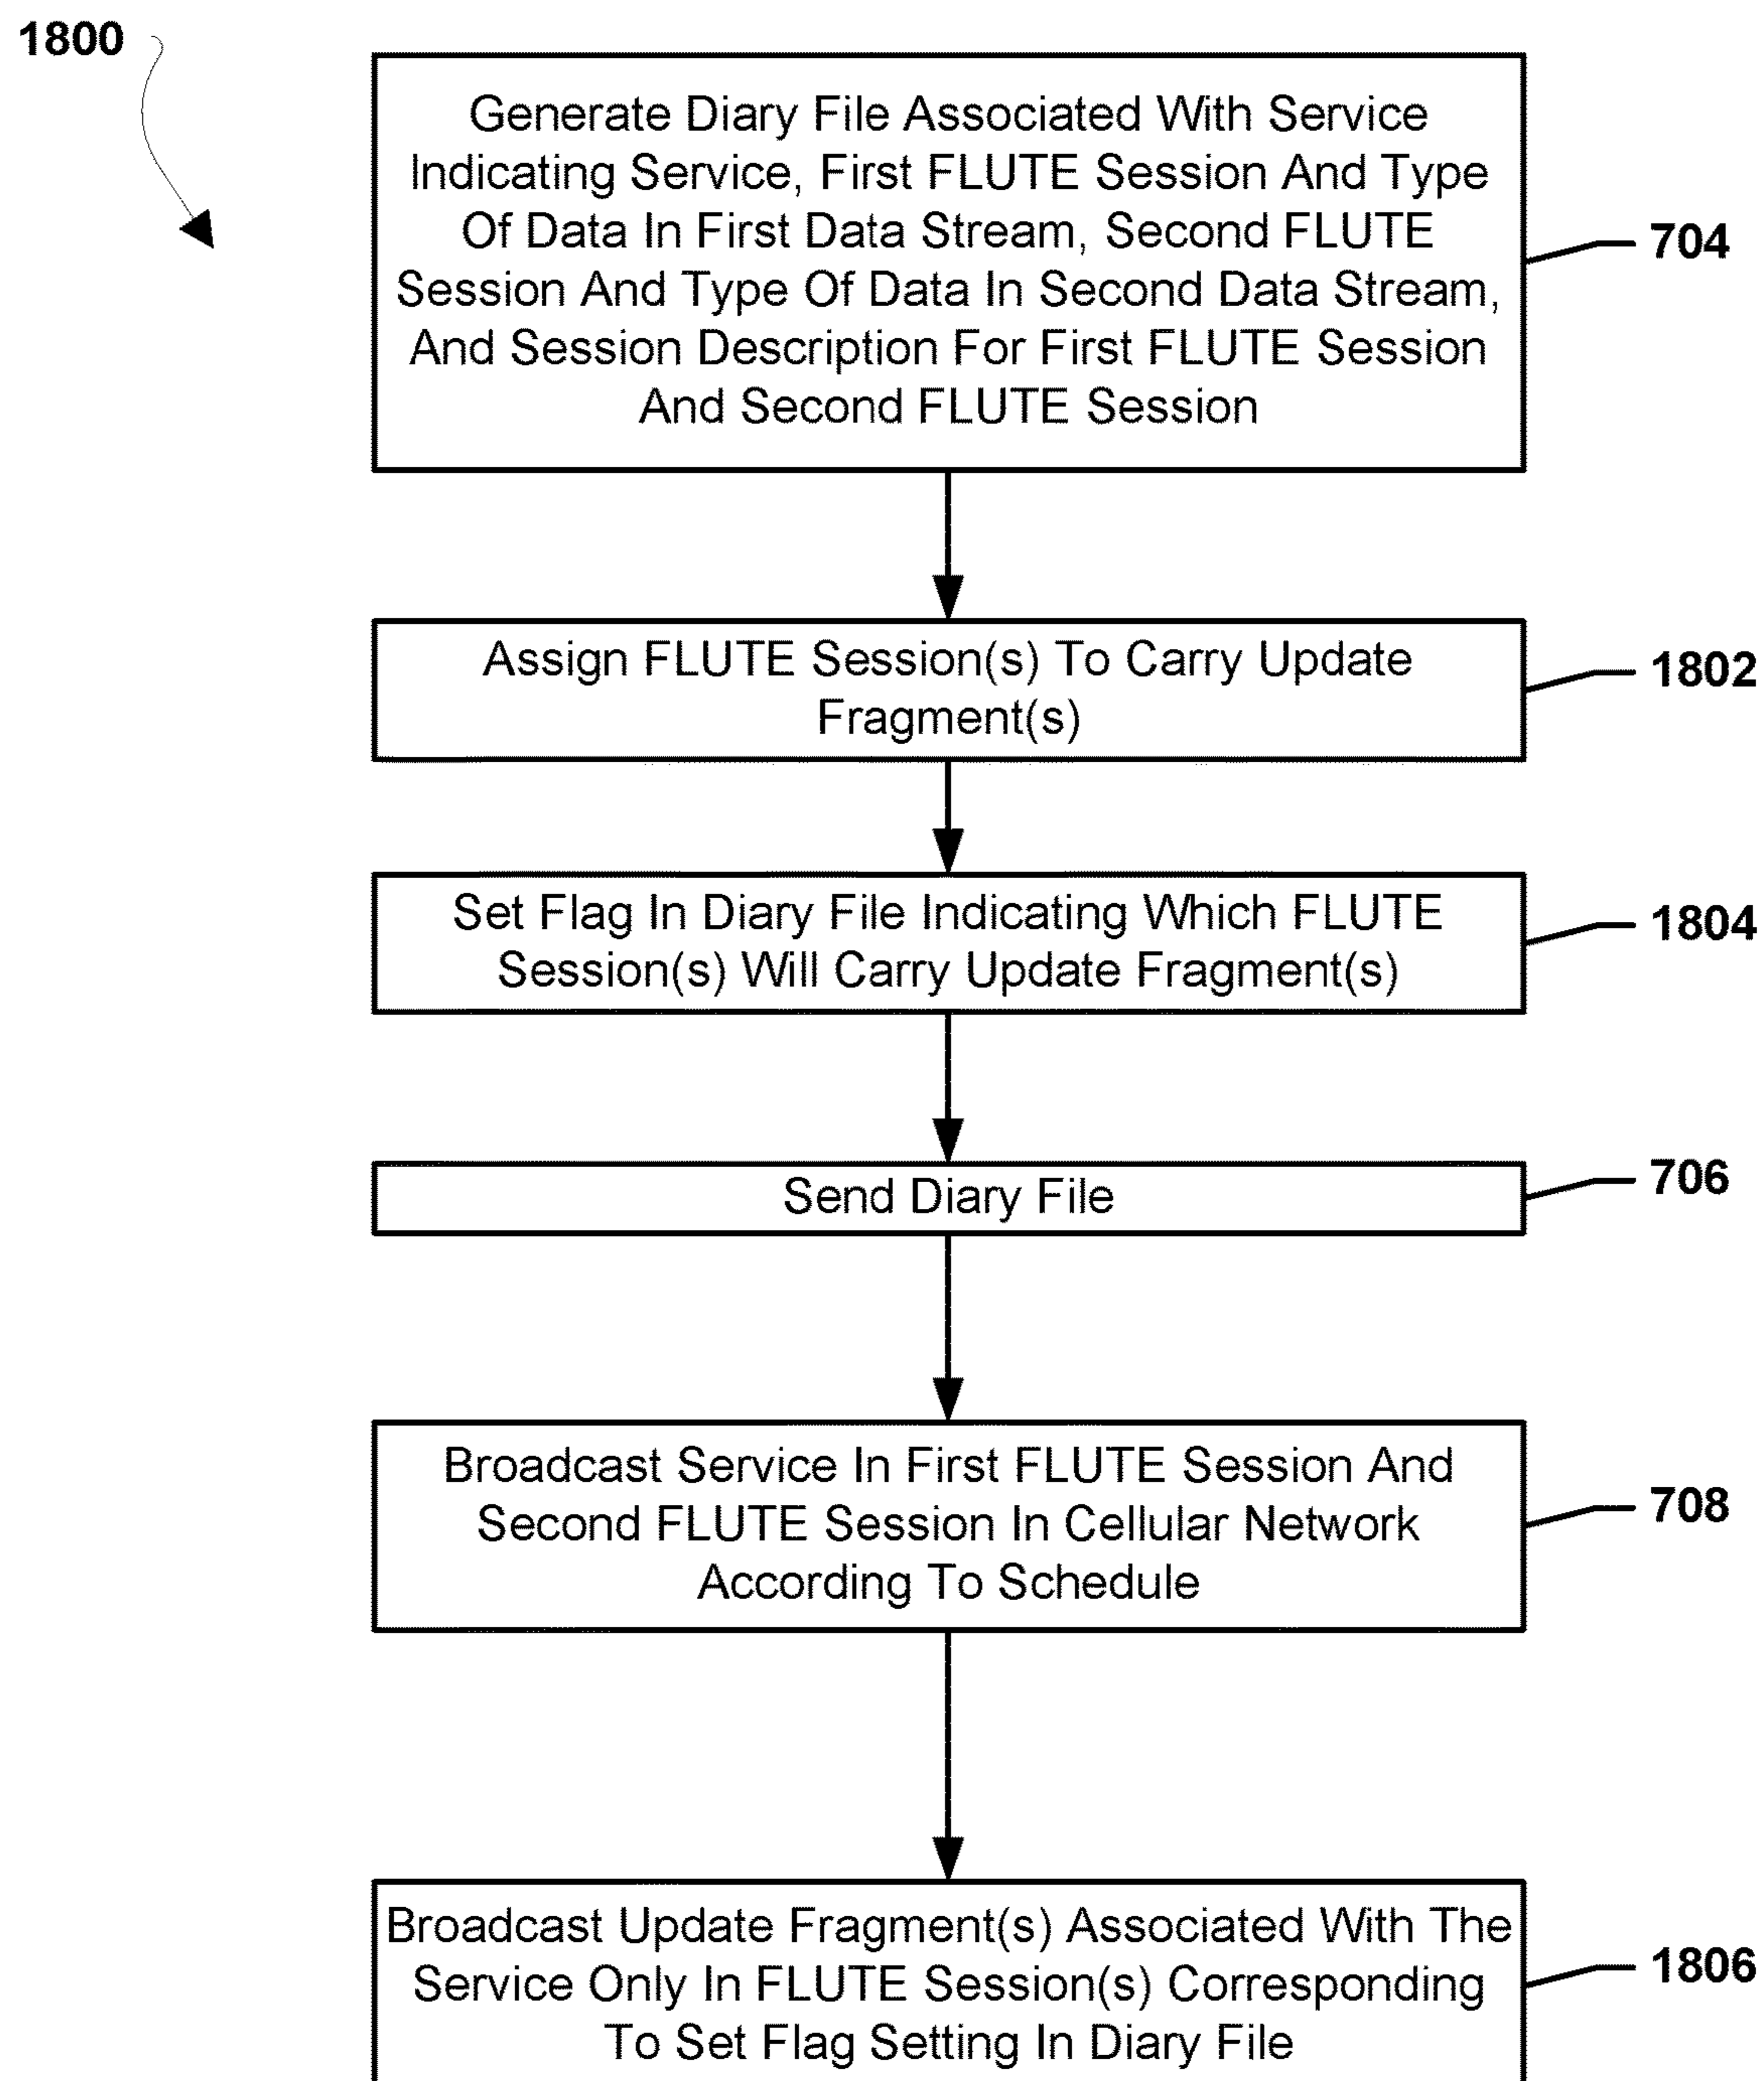 1800
Generate Diary File Associated With Service
Indicating Service, First FLUTE Session And Type
Of Data In First Data Stream, Second FLUTE
Session And Type Of Data In Second Data Stream,
And Session Description For First FLUTE Session
And Second FLUTE Session
704
Assign FLUTE Session(s) To Carry Update
Fragment(s)
1802
Set Flag In Diary File Indicating Which FLUTE
Session(s) Will Carry Update Fragment(s)
1804
Send Diary File
706
Broadcast Service In First FLUTE Session And
Second FLUTE Session In Cellular Network
According To Schedule
708
Broadcast Update Fragment(s) Associated With The
Service Only In FLUTE Session(s) Corresponding
To Set Flag Setting In Diary File
1806